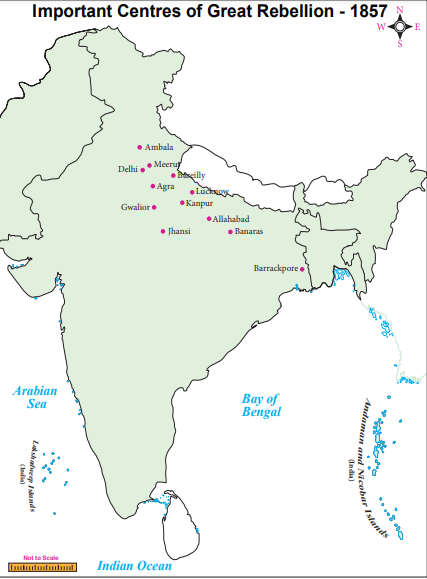 Important Centres of Great Rebellion - 1857
N
W
E
S
Ambala
Meerut
Delhi
Bareilly
Agra
Lucknow
Kanpur
Gwalior
Allahabad
Jhansi
Banaras
Barrackpore
Arabian
Sea
Bay of
Bengal
Andaman and Nicobar Islands
(India)
Lakshadweep Islands
(India)
Not to Scale
Indian Ocean